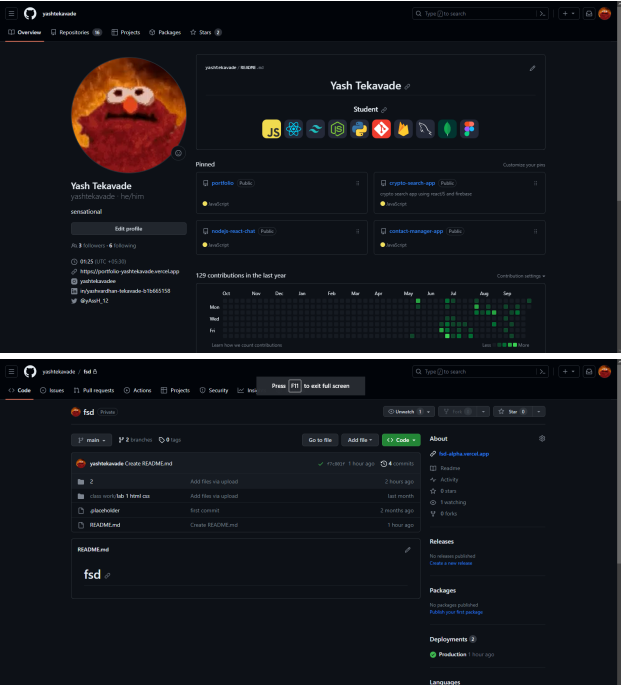 yashtekavade
Type / to search
Overview
Repositories 16
Projects
Packages
Stars 2
yashtekavade / README.md
Yash Tekavade
Student
JS
Yash Tekavade
yashtekavade · he/him
sensational
Edit profile
3 followers · 6 following
01:25 (UTC +05:30)
https://portfolio-yashtekavade.vercel.app
yashtekavadee
in/yashvardhan-tekavade-b1b665158
@yAasH_12
Pinned
Customize your pins
portfolio Public
JavaScript
crypto-search-app Public
crypto search app using reactJS and firebase
JavaScript
nodejs-react-chat Public
JavaScript
contact-manager-app Public
JavaScript
129 contributions in the last year
Contribution settings
Oct Nov Dec Jan Feb Mar Apr May Jun Jul Aug Sep
Mon
Wed
Fri
Learn how we count contributions
Less More
yashtekavade / fsd
Type / to search
Code
Issues
Pull requests
Actions
Projects
Security
Press F11 to exit full screen
fsd Private
Unwatch 1
Fork 0
Star 0
main
2 branches
0 tags
Go to file
Add file
Code
yashtekavade Create README.md
1 hour ago
4 commits
2
Add files via upload
2 hours ago
class work/lab 1 html css
Add files via upload
last month
.placeholder
first commit
2 months ago
README.md
Create README.md
1 hour ago
README.md
fsd
About
fsd-alpha.vercel.app
Readme
Activity
0 stars
1 watching
0 forks
Releases
No releases published
Create a new release
Packages
No packages published
Publish your first package
Deployments 2
Production 1 hour ago
Languages